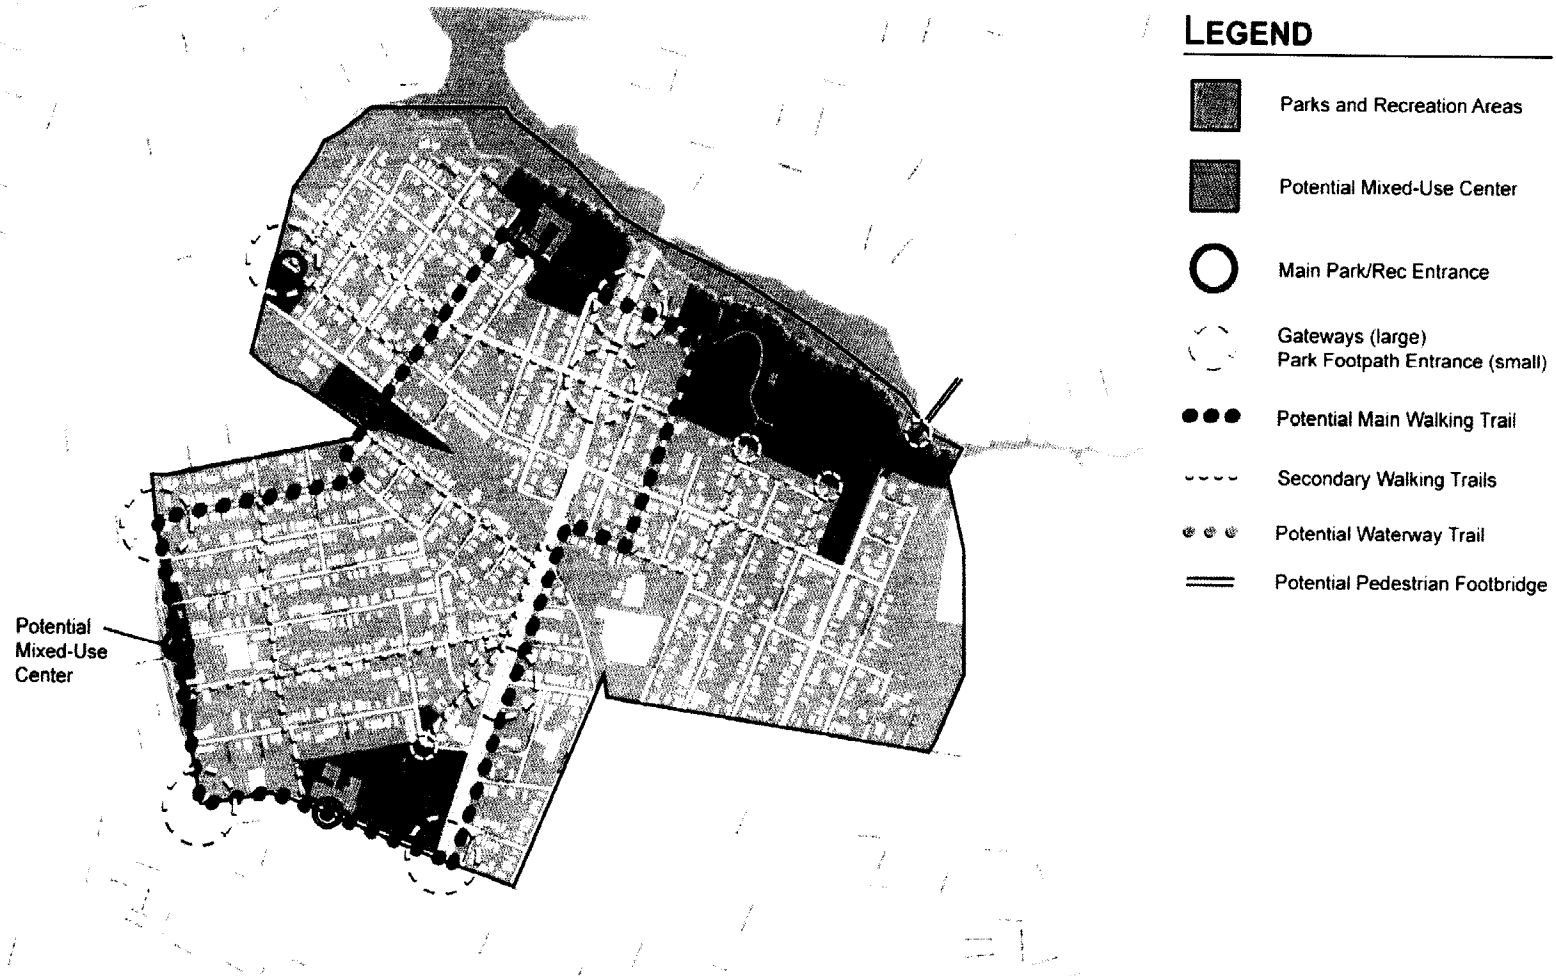 LEGEND
Parks and Recreation Areas
Potential Mixed-Use Center
Main Park/Rec Entrance
Gateways (large)
Park Footpath Entrance (small)
Potential Main Walking Trail
Secondary Walking Trails
Potential Waterway Trail
Potential Pedestrian Footbridge
Potential
Mixed-Use
Center